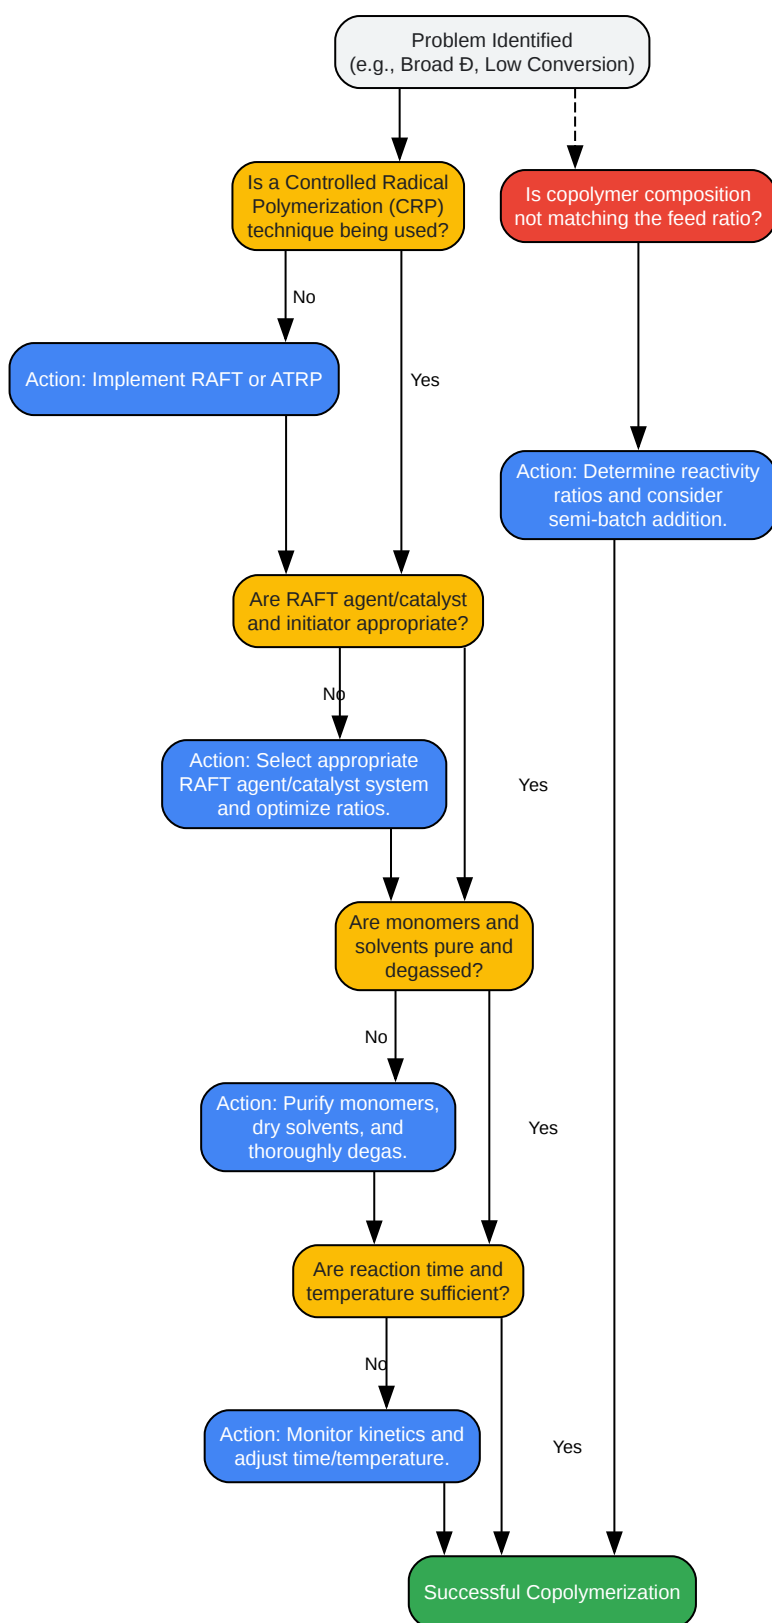 Problem Identified
(e.g., Broad Đ, Low Conversion)
Is a Controlled Radical
Polymerization (CRP)
technique being used?
Is copolymer composition
not matching the feed ratio?
No
Action: Implement RAFT or ATRP
Yes
Action: Determine reactivity
ratios and consider
semi-batch addition.
Are RAFT agent/catalyst
and initiator appropriate?
No
Action: Select appropriate
RAFT agent/catalyst system
and optimize ratios.
Yes
Are monomers and
solvents pure and
degassed?
No
Action: Purify monomers,
dry solvents, and
thoroughly degas.
Yes
Are reaction time and
temperature sufficient?
No
Action: Monitor kinetics and
adjust time/temperature.
Yes
Successful Copolymerization